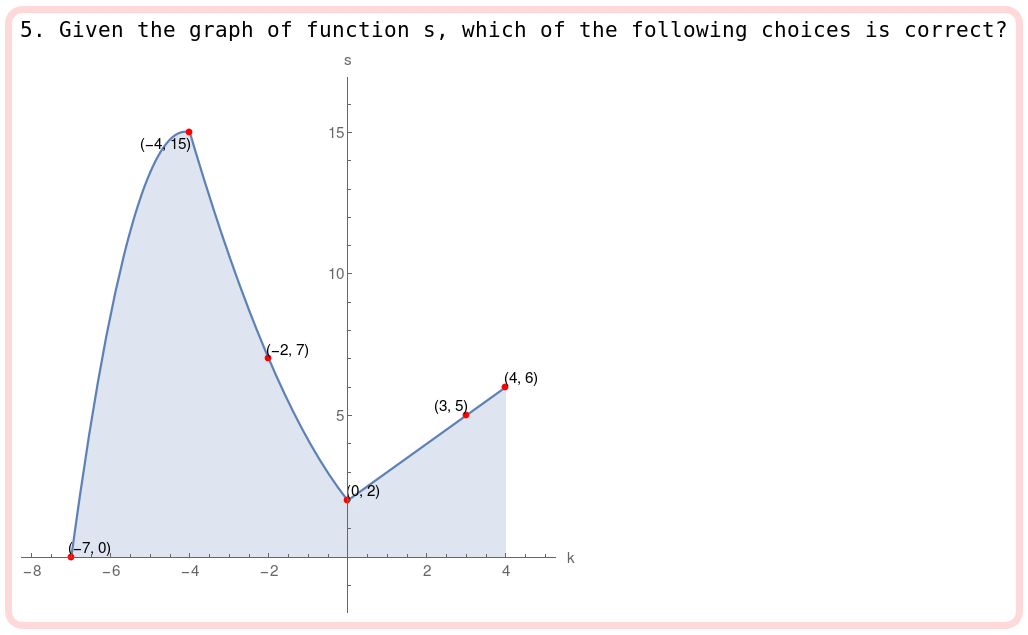 5. Given the graph of function s, which of the following choices is correct?
s
15
(−4, 15)
10
(−2, 7)
(4, 6)
(3, 5)
5
(0, 2)
(−7, 0)
k
−8 −6 −4 −2 2 4